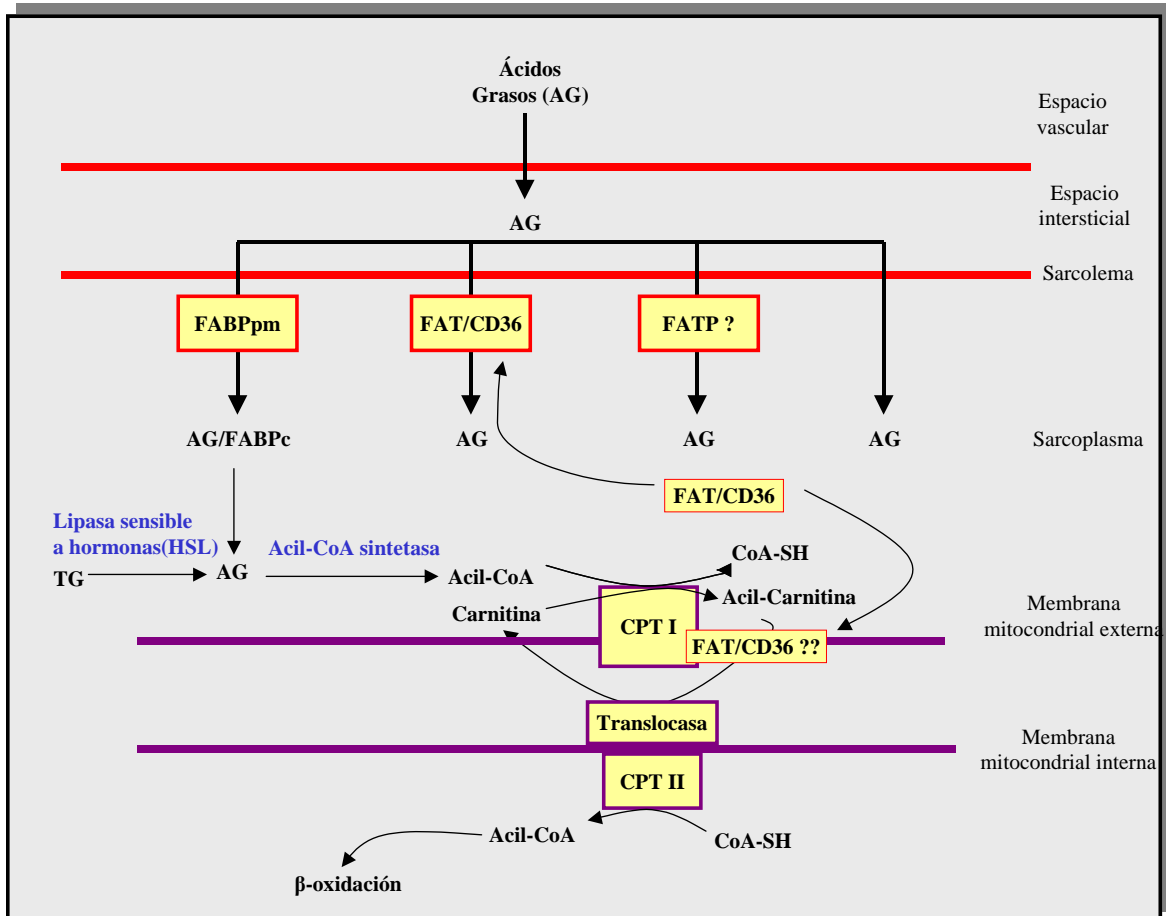 Ácidos
Grasos (AG)
Espacio
vascular
AG
Espacio
intersticial
Sarcolema
FABPpm
FAT/CD36
FATP ?
AG/FABPc
AG
AG
AG
Sarcoplasma
FAT/CD36
Lipasa sensible
a hormonas(HSL)
Acil-CoA sintetasa
TG
AG
Acil-CoA
CoA-SH
Carnitina
Acil-Carnitina
CPT I
FAT/CD36 ??
Membrana
mitocondrial externa
Translocasa
Membrana
mitocondrial interna
CPT II
Acil-CoA
CoA-SH
β-oxidación